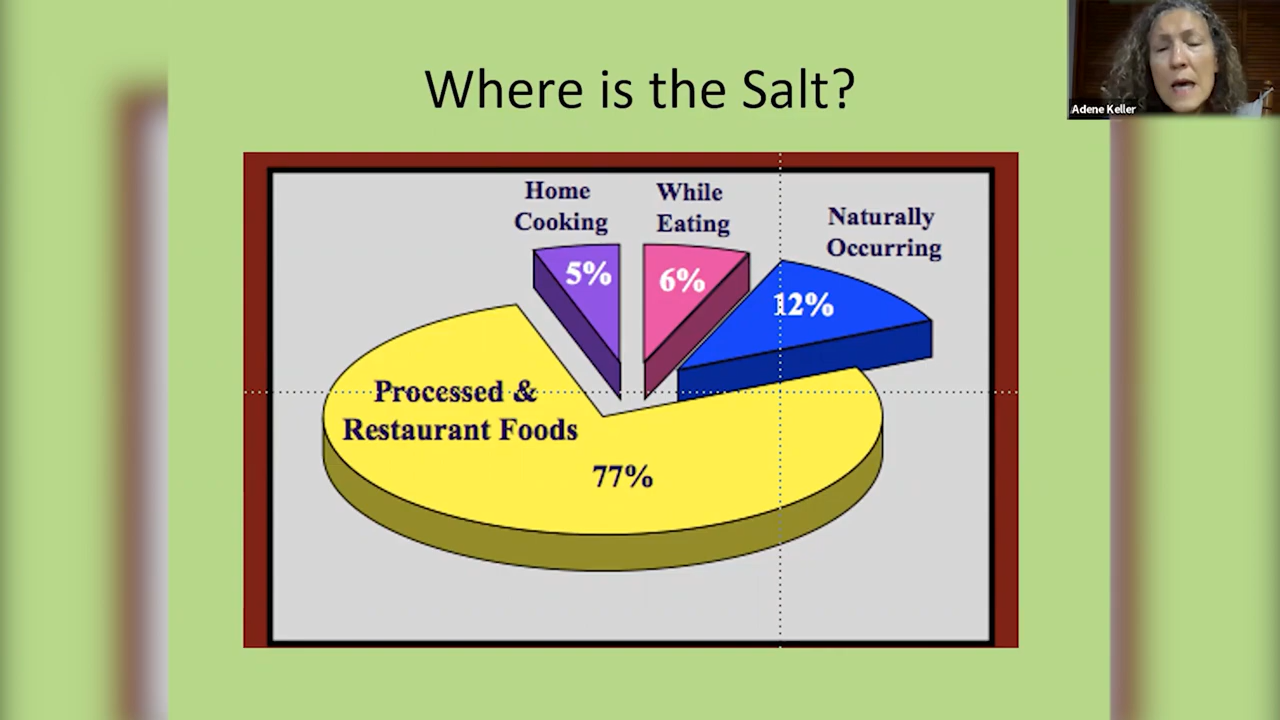 Where is the Salt?
Adene Keller
Home
Cooking
While
Eating
Naturally
Occurring
5%
6%
12%
Processed &
Restaurant Foods
77%